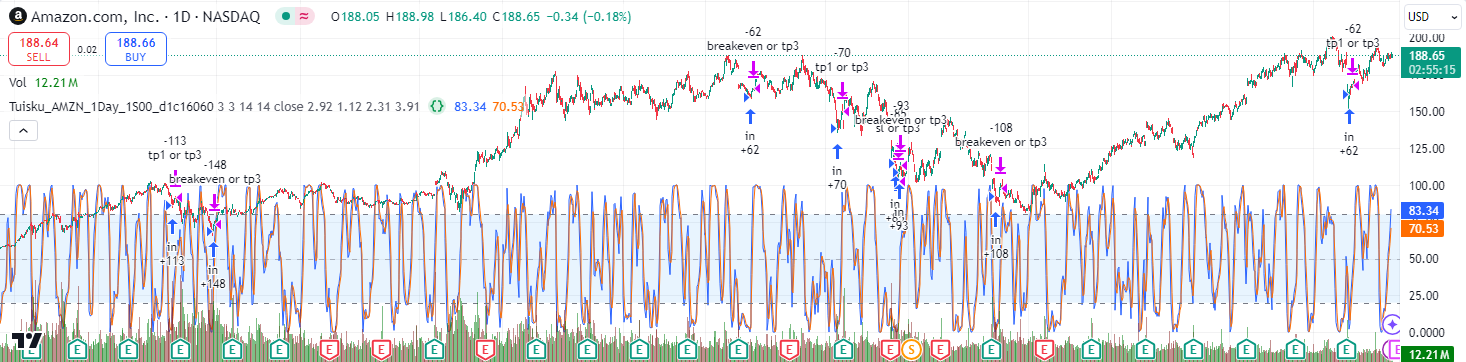 Amazon.com, Inc. · 1D · NASDAQ O188.05 H188.98 L186.40 C188.65 −0.34 (−0.18%)
188.64 SELL
0.02
188.66 BUY
Vol 12.21M
Tuisku_AMZN_1Day_1S00_d1c16060 3 3 14 14 close 2.92 1.12 2.31 3.91 83.34 70.53
-113
tp1 or tp3
in
+113
-148
breakeven or tp3
in
+148
-62
breakeven or tp3
in
+62
-70
tp1 or tp3
in
+70
-93
breakeven or tp3
sl or tp3
in
in
+93
-108
breakeven or tp3
in
+108
-62
tp1 or tp3
in
+62
USD
200.00
188.65
02:55:15
150.00
125.00
100.00
83.34
70.53
50.00
25.00
0.0000
12.21M
E E E E E E E E E E E E E E E E E E S E E E E E E E E E E